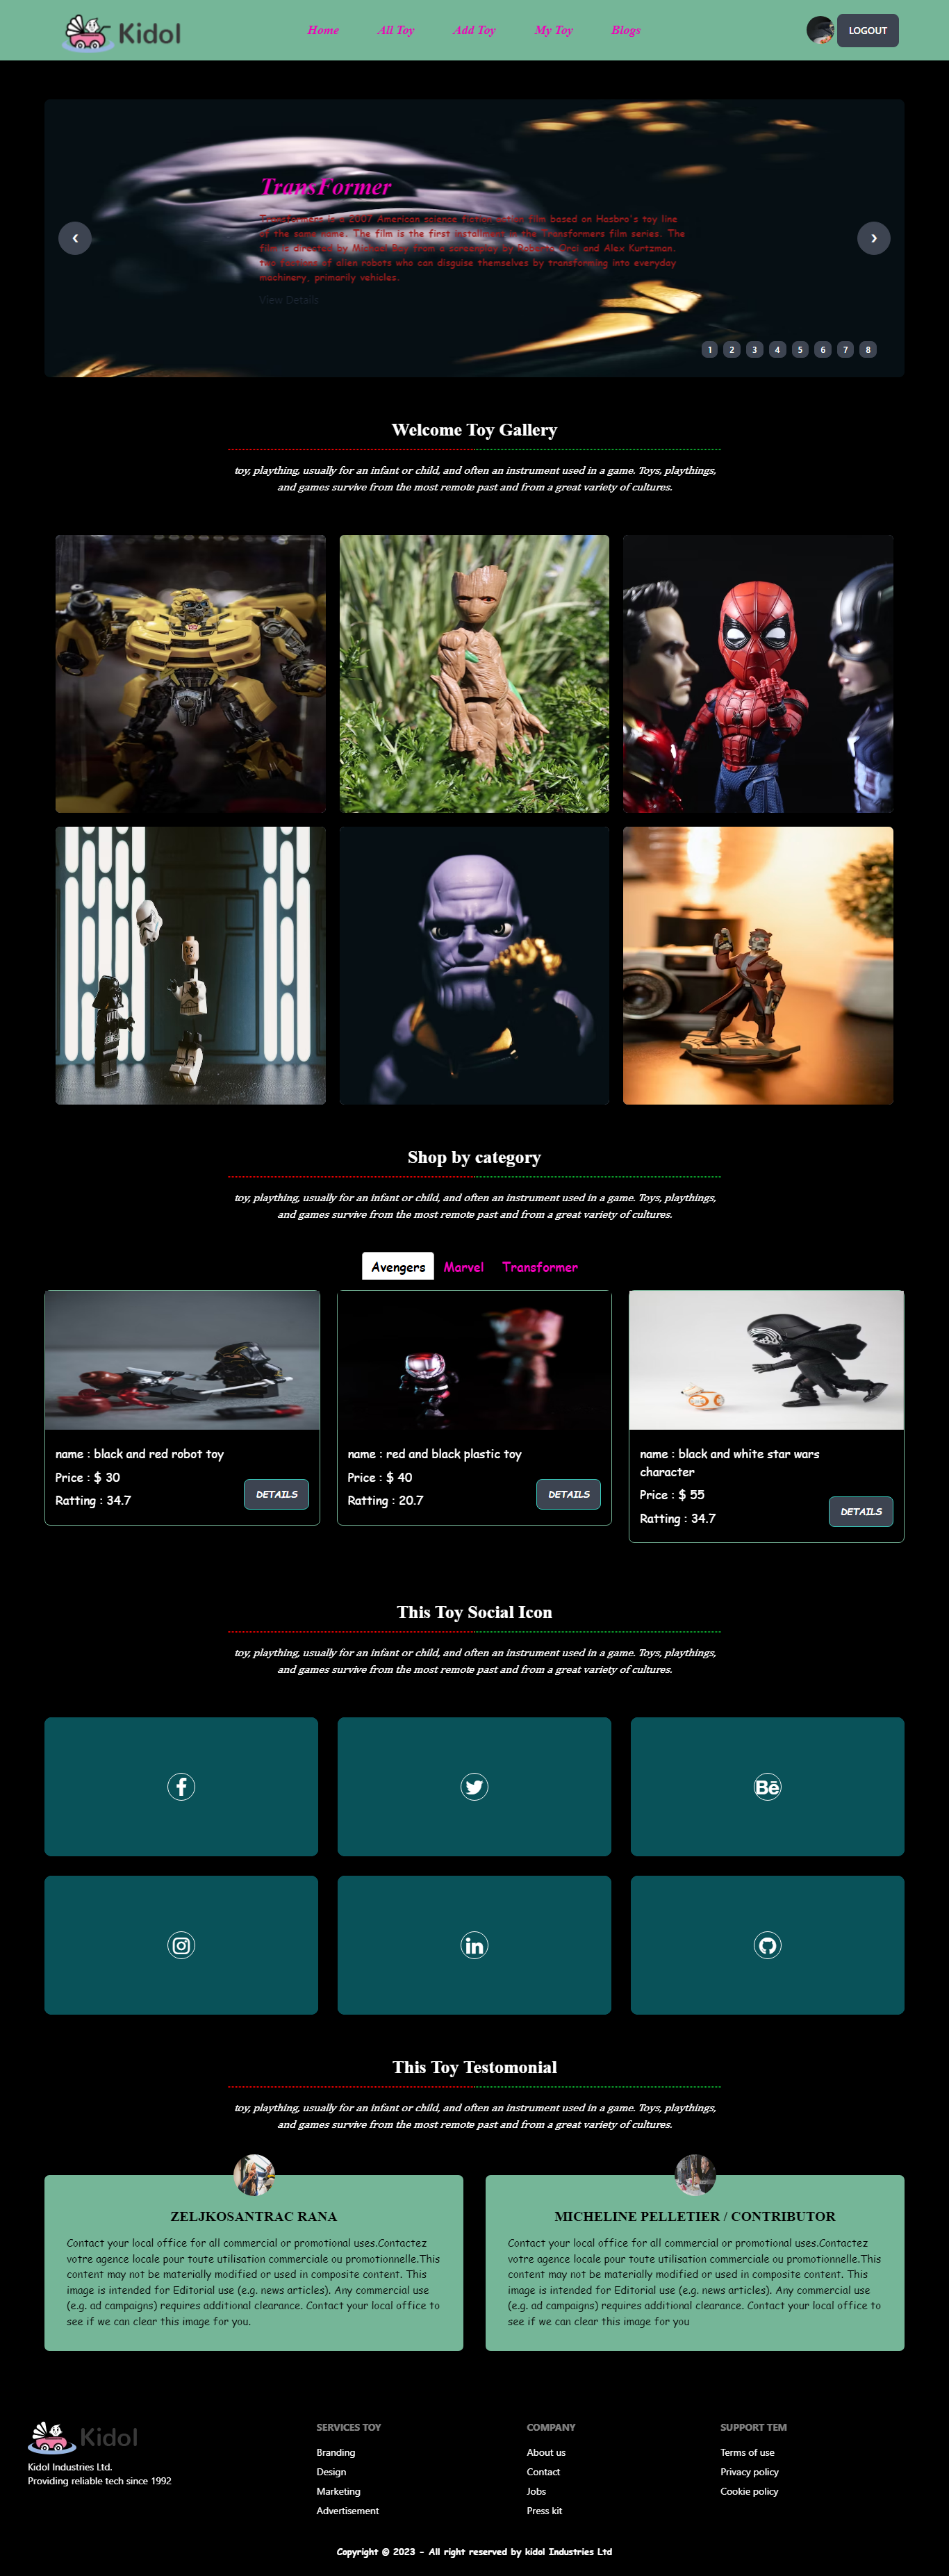 Kidol
Home
All Toy
Add Toy
My Toy
Blogs
LOGOUT
TransFormer
Transformers is a 2007 American science fiction action film based on Hasbro's toy line
of the same name. The film is the first installment in the Transformers film series. The
film is directed by Michael Bay from a screenplay by Roberto Orci and Alex Kurtzman.
two factions of alien robots who can disguise themselves by transforming into everyday
machinery, primarily vehicles.
View Details
❮
❯
1 2 3 4 5 6 7 8
Welcome Toy Gallery
toy, plaything, usually for an infant or child, and often an instrument used in a game. Toys, playthings,
and games survive from the most remote past and from a great variety of cultures.
Shop by category
toy, plaything, usually for an infant or child, and often an instrument used in a game. Toys, playthings,
and games survive from the most remote past and from a great variety of cultures.
Avengers
Marvel
Transformer
name : black and red robot toy
Price : $ 30
Ratting : 34.7
DETAILS
name : red and black plastic toy
Price : $ 40
Ratting : 20.7
DETAILS
name : black and white star wars
character
Price : $ 55
Ratting : 34.7
DETAILS
This Toy Social Icon
toy, plaything, usually for an infant or child, and often an instrument used in a game. Toys, playthings,
and games survive from the most remote past and from a great variety of cultures.
This Toy Testomonial
toy, plaything, usually for an infant or child, and often an instrument used in a game. Toys, playthings,
and games survive from the most remote past and from a great variety of cultures.
ZELJKOSANTRAC RANA
Contact your local office for all commercial or promotional uses.Contactez
votre agence locale pour toute utilisation commerciale ou promotionnelle.This
content may not be materially modified or used in composite content. This
image is intended for Editorial use (e.g. news articles). Any commercial use
(e.g. ad campaigns) requires additional clearance. Contact your local office to
see if we can clear this image for you.
MICHELINE PELLETIER / CONTRIBUTOR
Contact your local office for all commercial or promotional uses.Contactez
votre agence locale pour toute utilisation commerciale ou promotionnelle.This
content may not be materially modified or used in composite content. This
image is intended for Editorial use (e.g. news articles). Any commercial use
(e.g. ad campaigns) requires additional clearance. Contact your local office to
see if we can clear this image for you
Kidol
Kidol Industries Ltd.
Providing reliable tech since 1992
SERVICES TOY
Branding
Design
Marketing
Advertisement
COMPANY
About us
Contact
Jobs
Press kit
SUPPORT TEM
Terms of use
Privacy policy
Cookie policy
Copyright © 2023 - All right reserved by kidol Industries Ltd